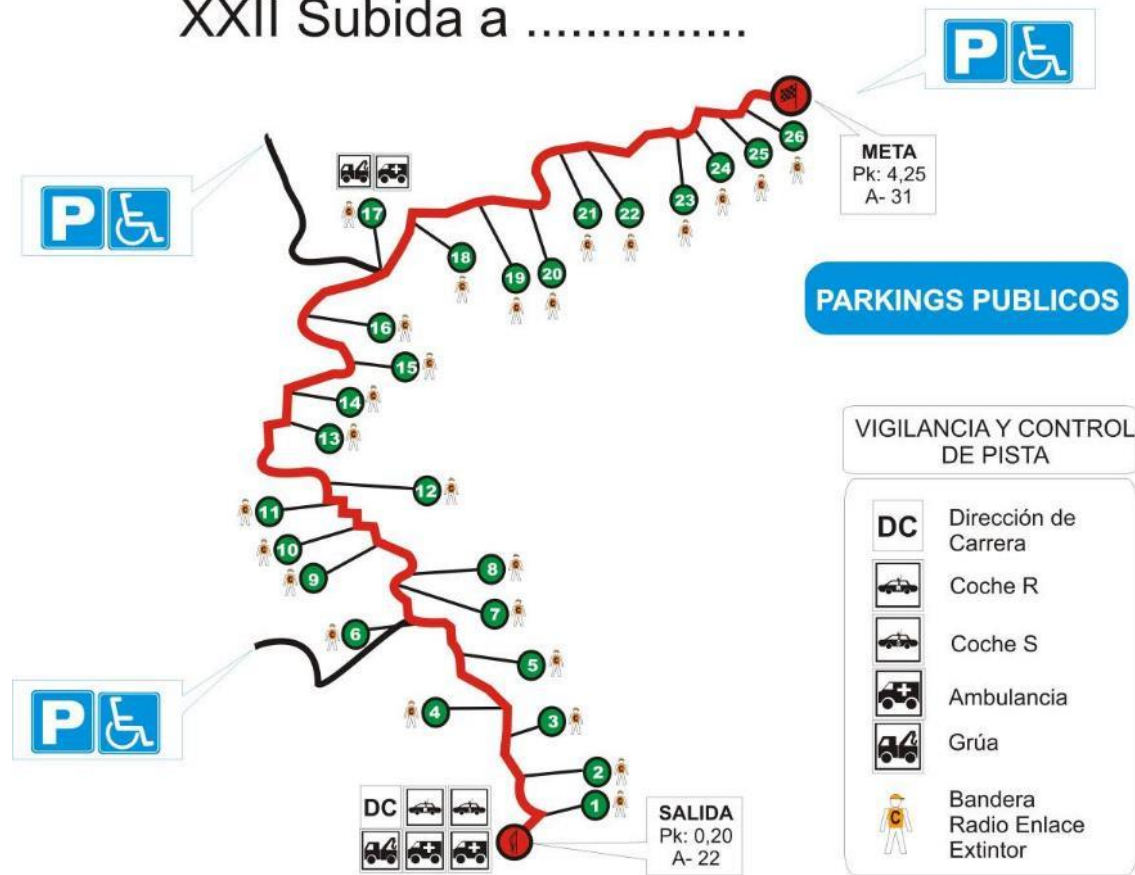 XXII Subida a ...............
P
P
P
META
Pk: 4,25
A- 31
PARKINGS PUBLICOS
26
25
24
23
22
21
20
19
18
17
16
15
14
13
12
11
10
9
8
7
6
5
4
3
2
1
DC
SALIDA
Pk: 0,20
A- 22
VIGILANCIA Y CONTROL
DE PISTA
DC
Dirección de
Carrera
Coche R
Coche S
Ambulancia
Grúa
C
Bandera
Radio Enlace
Extintor